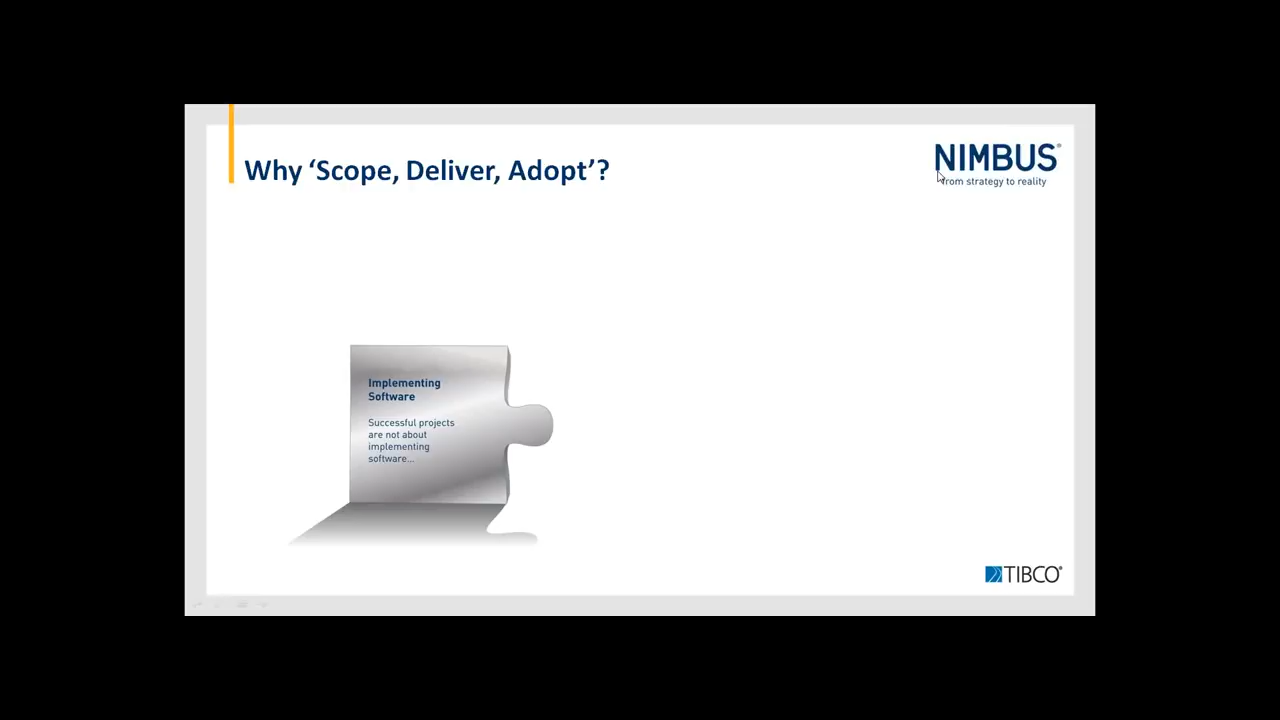 Why ‘Scope, Deliver, Adopt’?
NIMBUS®
from strategy to reality
Implementing
Software
Successful projects
are not about
implementing
software...
TIBCO®